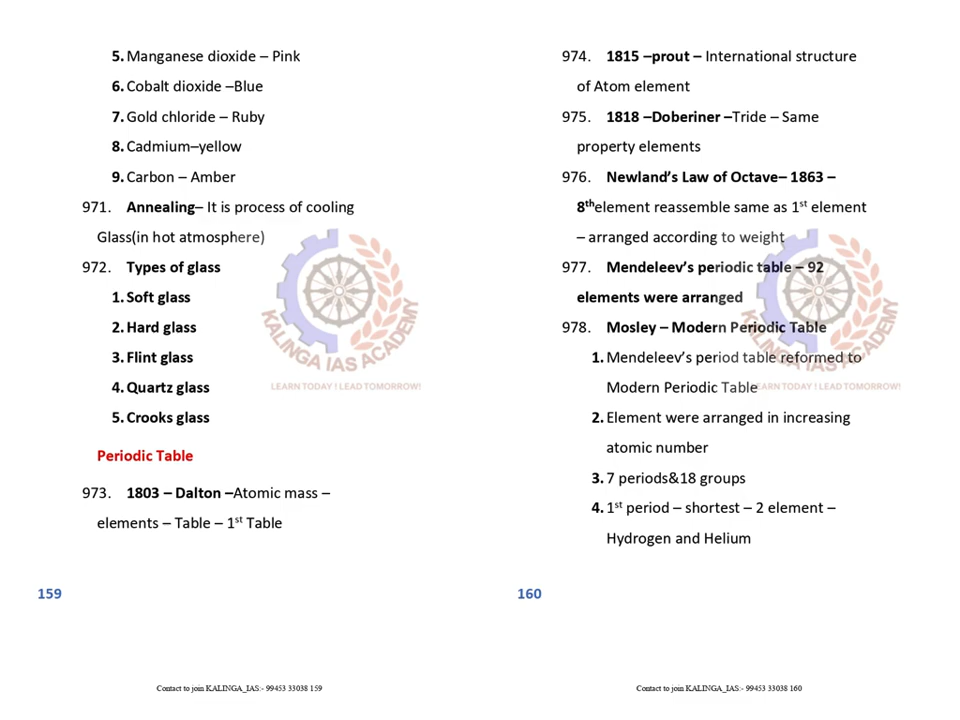 5. Manganese dioxide – Pink
6. Cobalt dioxide –Blue
7. Gold chloride – Ruby
8. Cadmium–yellow
9. Carbon – Amber
971. Annealing– It is process of cooling
Glass(in hot atmosphere)
972. Types of glass
1. Soft glass
2. Hard glass
3. Flint glass
4. Quartz glass
5. Crooks glass
Periodic Table
973. 1803 – Dalton –Atomic mass –
elements – Table – 1st Table
KALINGA IAS ACADEMY
LEARN TODAY ! LEAD TOMORROW!
159
Contact to join KALINGA_IAS:- 99453 33038 159
974. 1815 –prout – International structure
of Atom element
975. 1818 –Doberiner –Tride – Same
property elements
976. Newland's Law of Octave– 1863 –
8thelement reassemble same as 1st element
– arranged according to weight
977. Mendeleev's periodic table – 92
elements were arranged
978. Mosley – Modern Periodic Table
1. Mendeleev's period table reformed to
Modern Periodic Table
2. Element were arranged in increasing
atomic number
3. 7 periods&18 groups
4. 1st period – shortest – 2 element –
Hydrogen and Helium
KALINGA IAS ACADEMY
LEARN TODAY ! LEAD TOMORROW!
160
Contact to join KALINGA_IAS:- 99453 33038 160